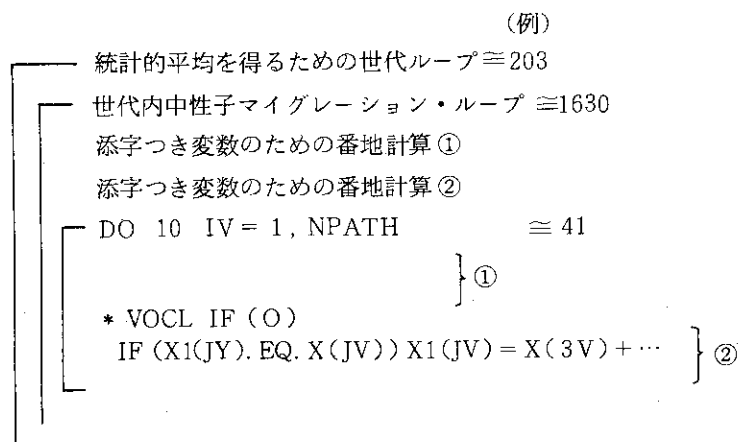 (例)
統計的平均を得るための世代ループ≅203
世代内中性子マイグレーション・ループ ≅1630
添字つき変数のための番地計算①
添字つき変数のための番地計算②
DO 10 IV = 1, NPATH ≅ 41
①
* VOCL IF (O)
IF (X1(JY). EQ. X(JV)) X1(JV) = X(3V) + … ②